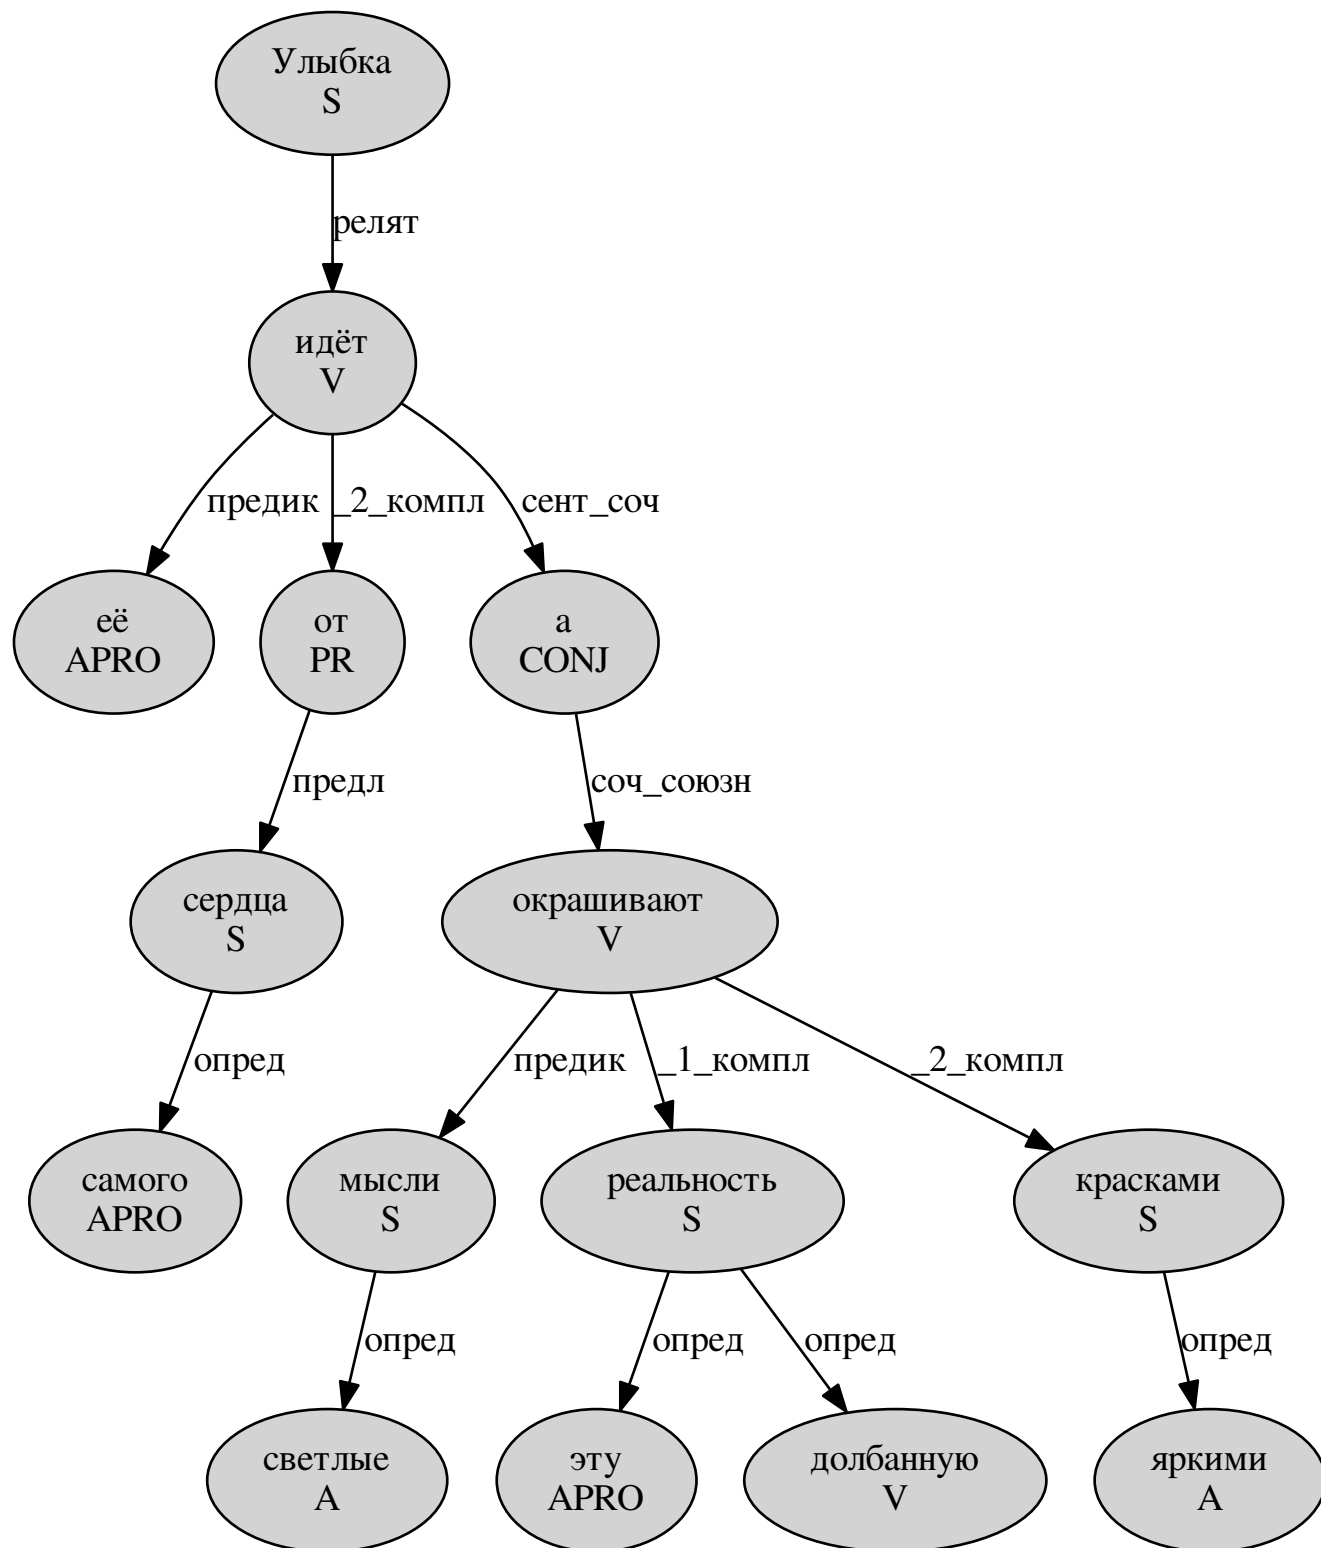 Улыбка
S
релят
идёт
V
предик
_2_компл
сент_соч
её
APRO
от
PR
а
CONJ
предл
соч_союзн
сердца
S
окрашивают
V
опред
предик
_1_компл
_2_компл
самого
APRO
мысли
S
реальность
S
красками
S
опред
опред
опред
опред
светлые
A
эту
APRO
долбанную
V
яркими
A